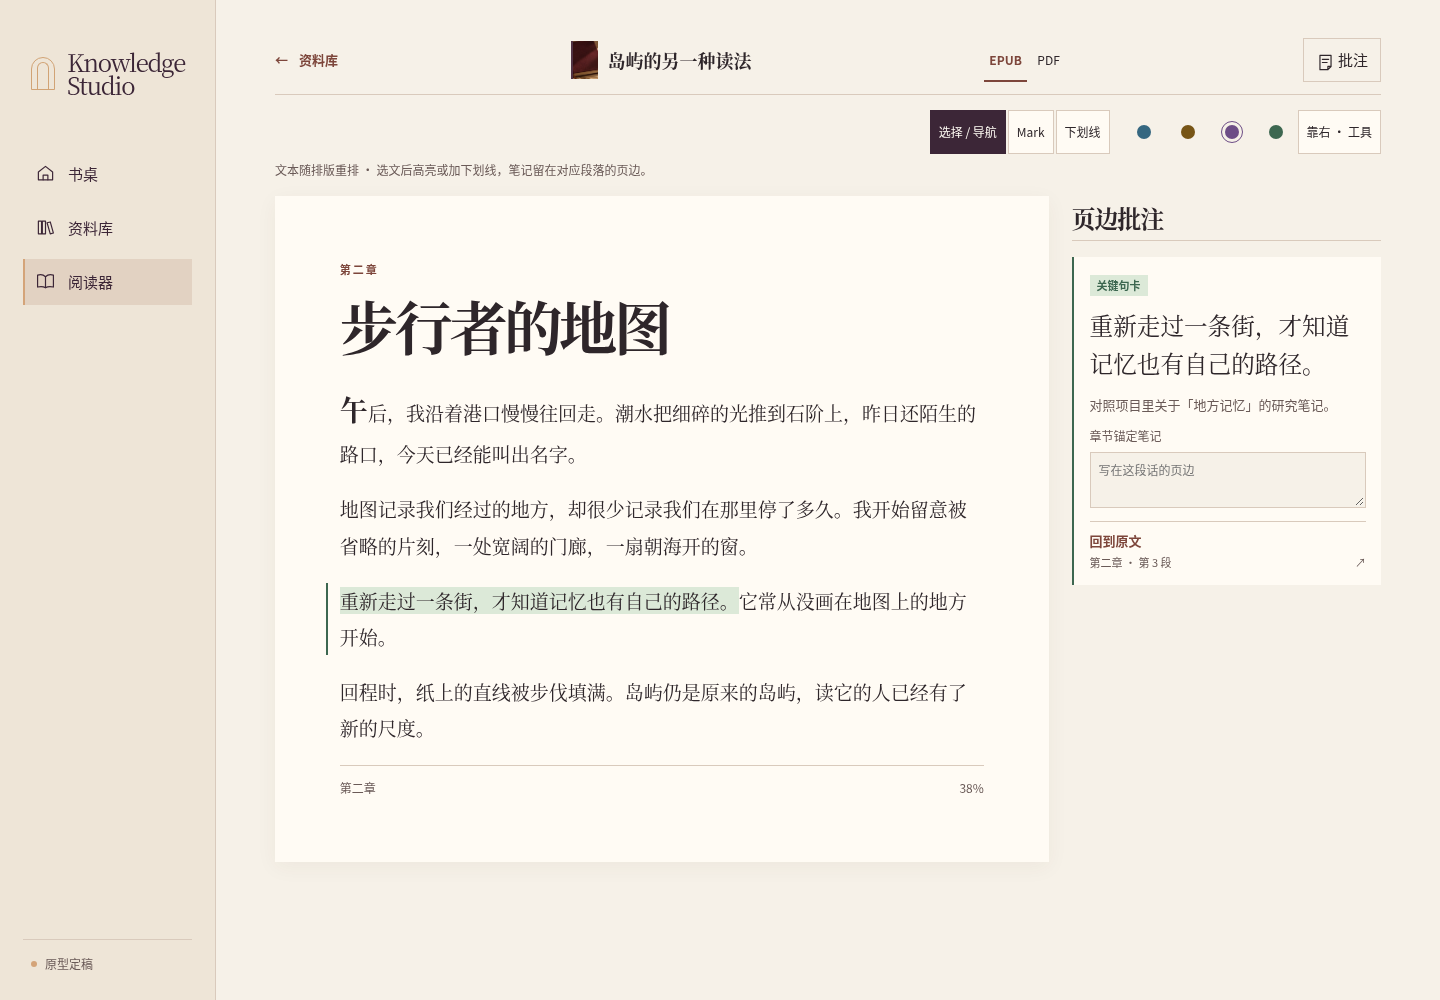 Knowledge
Studio
书桌
资料库
阅读器
原型定稿
← 资料库
岛屿的另一种读法
EPUB PDF
批注
选择 / 导航 Mark 下划线
靠右 · 工具
文本随排版重排 · 选文后高亮或加下划线，笔记留在对应段落的页边。
第二章
步行者的地图
午后，我沿着港口慢慢往回走。潮水把细碎的光推到石阶上，昨日还陌生的
路口，今天已经能叫出名字。
地图记录我们经过的地方，却很少记录我们在那里停了多久。我开始留意被
省略的片刻，一处宽阔的门廊，一扇朝海开的窗。
重新走过一条街，才知道记忆也有自己的路径。它常从没画在地图上的地方
开始。
回程时，纸上的直线被步伐填满。岛屿仍是原来的岛屿，读它的人已经有了
新的尺度。
第二章 38%
页边批注
关键句卡
重新走过一条街，才知道
记忆也有自己的路径。
对照项目里关于「地方记忆」的研究笔记。
章节锚定笔记
写在这段话的页边
回到原文
第二章 · 第 3 段 ↗